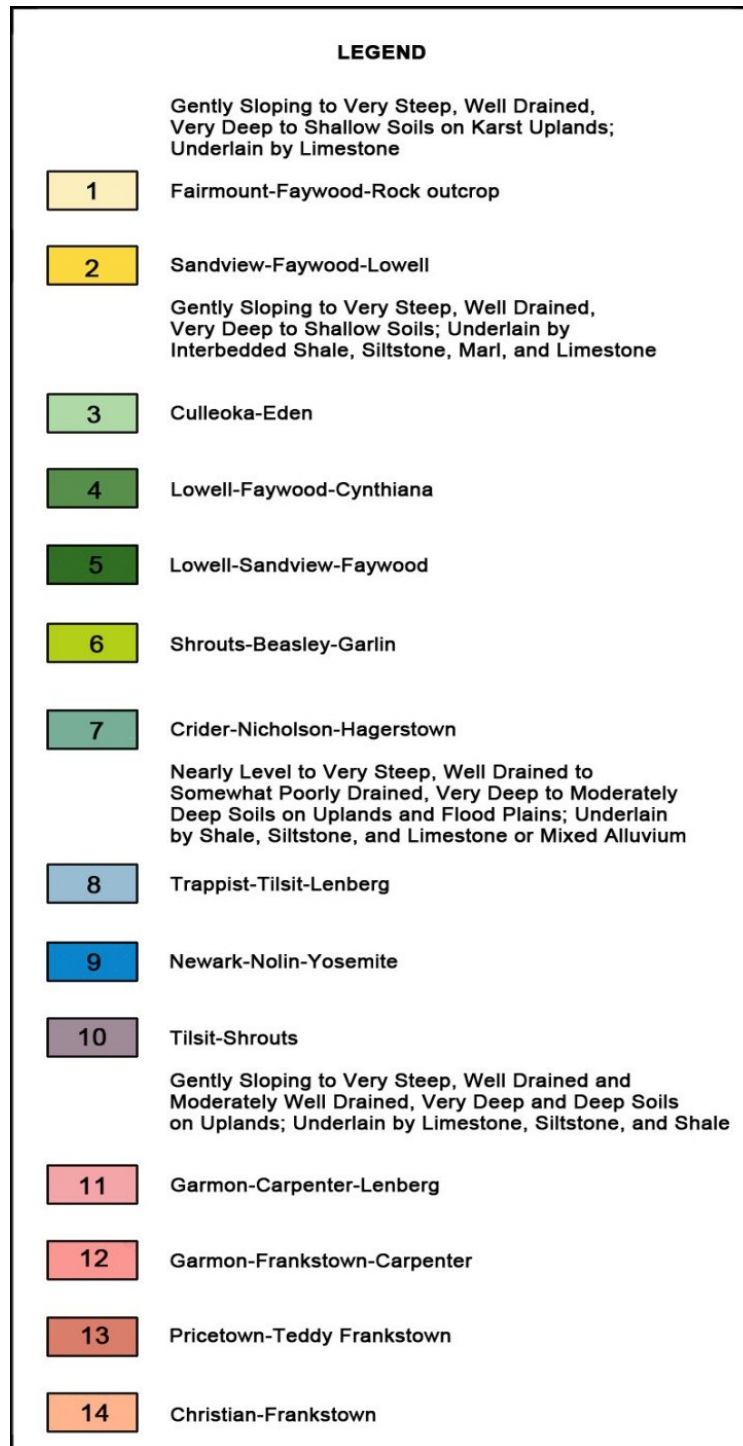 LEGEND
Gently Sloping to Very Steep, Well Drained,
Very Deep to Shallow Soils on Karst Uplands;
Underlain by Limestone
1 Fairmount-Faywood-Rock outcrop
2 Sandview-Faywood-Lowell
Gently Sloping to Very Steep, Well Drained,
Very Deep to Shallow Soils; Underlain by
Interbedded Shale, Siltstone, Marl, and Limestone
3 Culleoka-Eden
4 Lowell-Faywood-Cynthiana
5 Lowell-Sandview-Faywood
6 Shrouts-Beasley-Garlin
7 Crider-Nicholson-Hagerstown
Nearly Level to Very Steep, Well Drained to
Somewhat Poorly Drained, Very Deep to Moderately
Deep Soils on Uplands and Flood Plains; Underlain
by Shale, Siltstone, and Limestone or Mixed Alluvium
8 Trappist-Tilsit-Lenberg
9 Newark-Nolin-Yosemite
10 Tilsit-Shrouts
Gently Sloping to Very Steep, Well Drained and
Moderately Well Drained, Very Deep and Deep Soils
on Uplands; Underlain by Limestone, Siltstone, and Shale
11 Garmon-Carpenter-Lenberg
12 Garmon-Frankstown-Carpenter
13 Pricetown-Teddy Frankstown
14 Christian-Frankstown